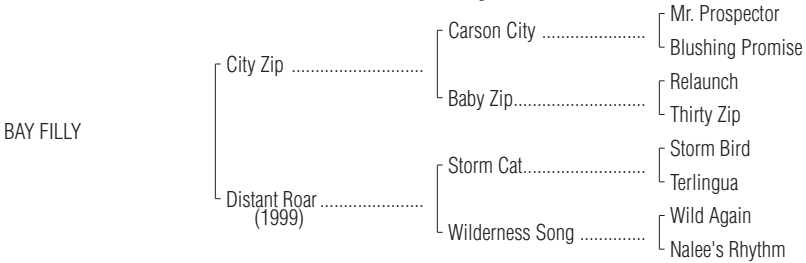 Mr. Prospector
Carson City ......................
Blushing Promise
City Zip ............................
Relaunch
Baby Zip............................
Thirty Zip
BAY FILLY
Storm Bird
Storm Cat..........................
Terlingua
Distant Roar ......................
(1999)
Wild Again
Wilderness Song ..............
Nalee's Rhythm